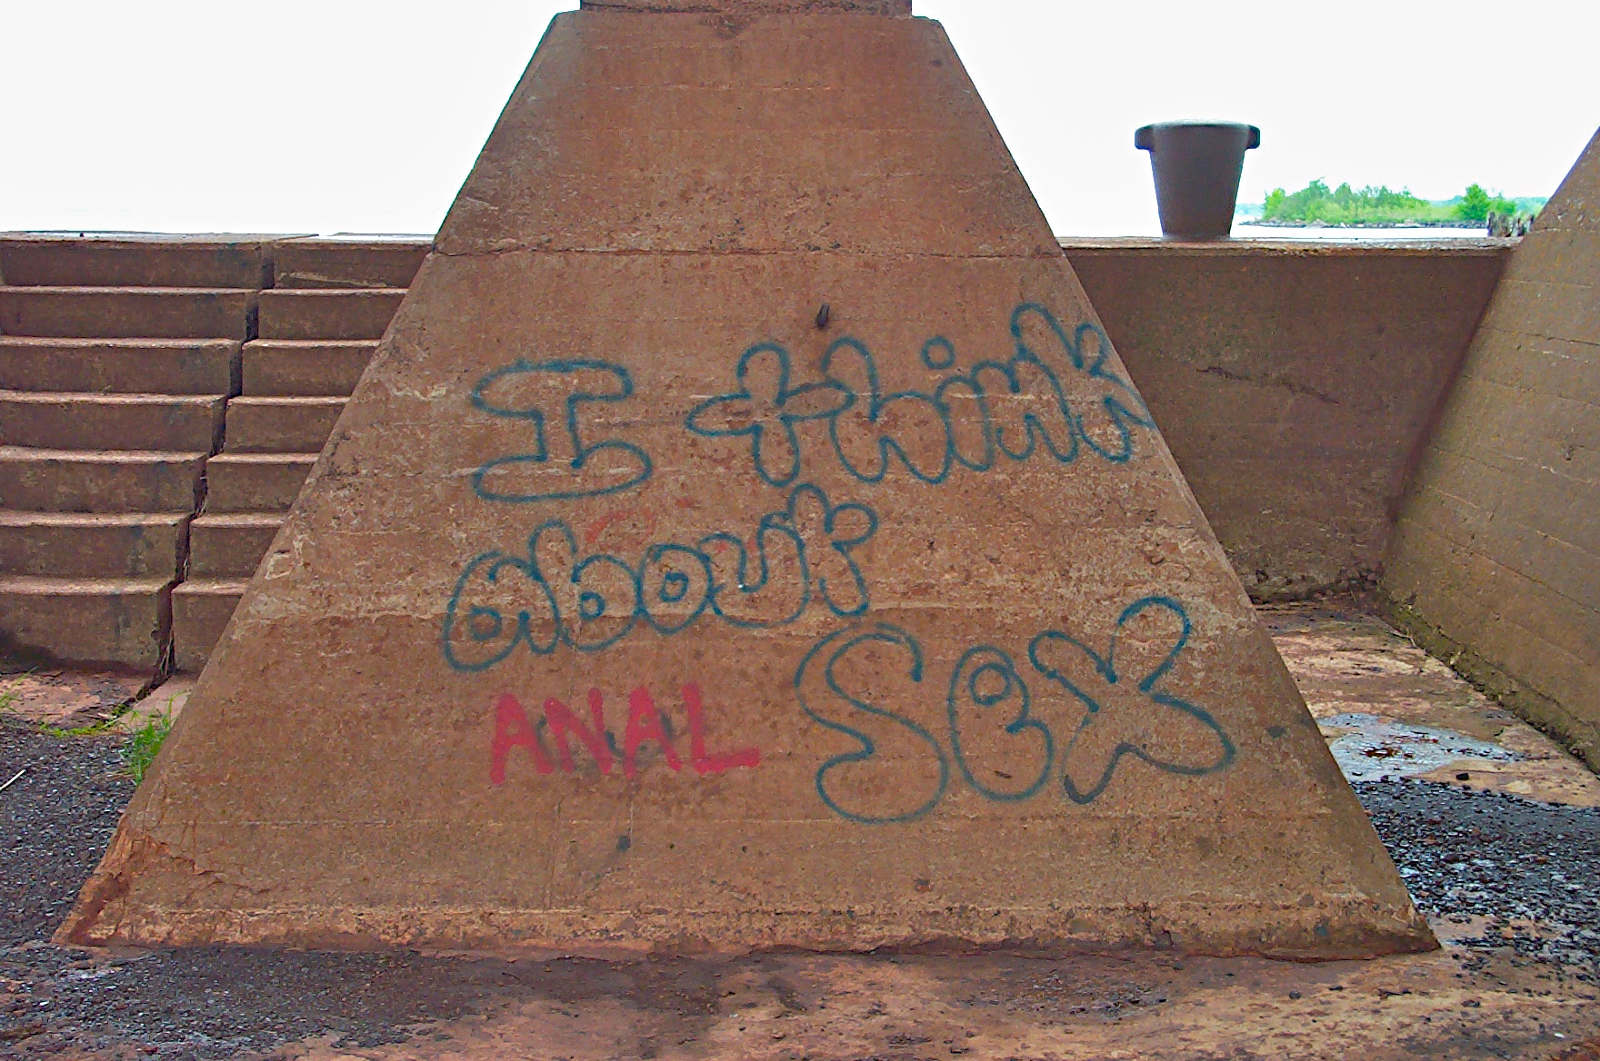 I think
about
ANAL sex